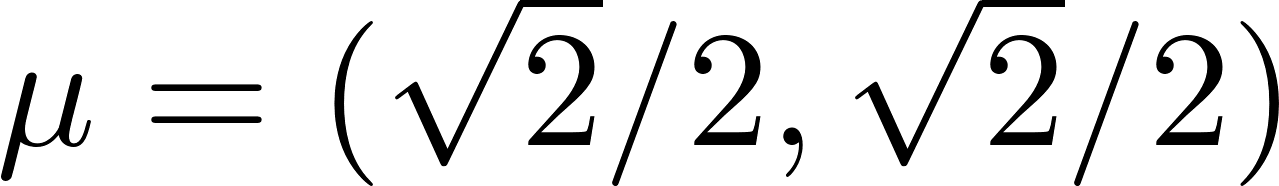 μ = (√2/2, √2/2)